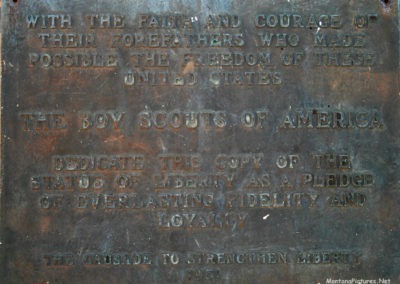 WITH THE FAITH AND COURAGE OF
THEIR FOREFATHERS WHO MADE
POSSIBLE THE FREEDOM OF THESE
UNITED STATES
THE BOY SCOUTS OF AMERICA
DEDICATE THIS COPY OF THE
STATUE OF LIBERTY AS A PLEDGE
OF EVERLASTING FIDELITY AND
LOYALTY
THE CRUSADE TO STRENGTHEN LIBERTY
MontanaPictures.Net